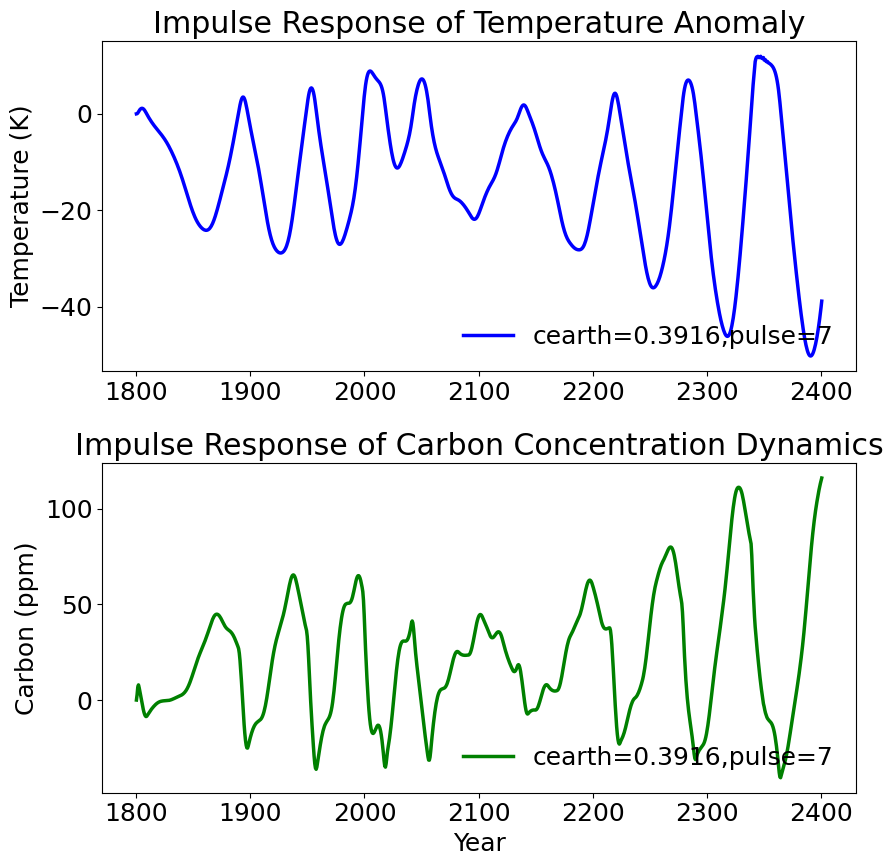 Impulse Response of Temperature Anomaly
Temperature (K)
0
−20
−40
cearth=0.3916,pulse=7
1800 1900 2000 2100 2200 2300 2400
Impulse Response of Carbon Concentration Dynamics
Carbon (ppm)
100
50
0
cearth=0.3916,pulse=7
1800 1900 2000 2100 2200 2300 2400
Year